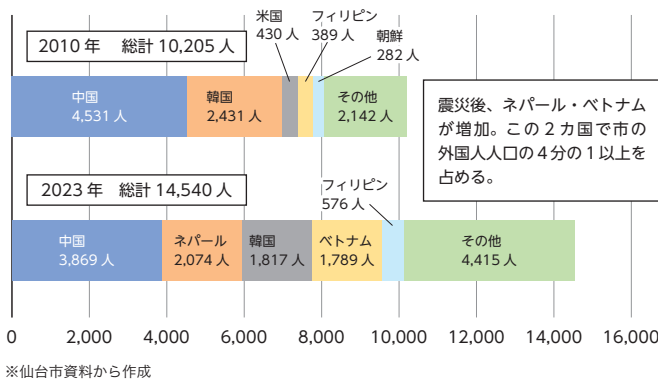 2010年　総計 10,205 人
米国
430 人
フィリピン
389人
朝鮮
282 人
中国
4,531 人
韓国
2,431 人
その他
2,142 人
震災後、ネパール・ベトナム
が増加。この２カ国で市の
外国人人口の４分の１以上を
占める。
2023年　総計 14,540 人
フィリピン
576 人
中国
3,869 人
ネパール
2,074 人
韓国
1,817 人
ベトナム
1,789 人
その他
4,415 人
0 2,000 4,000 6,000 8,000 10,000 12,000 14,000 16,000
※仙台市資料から作成